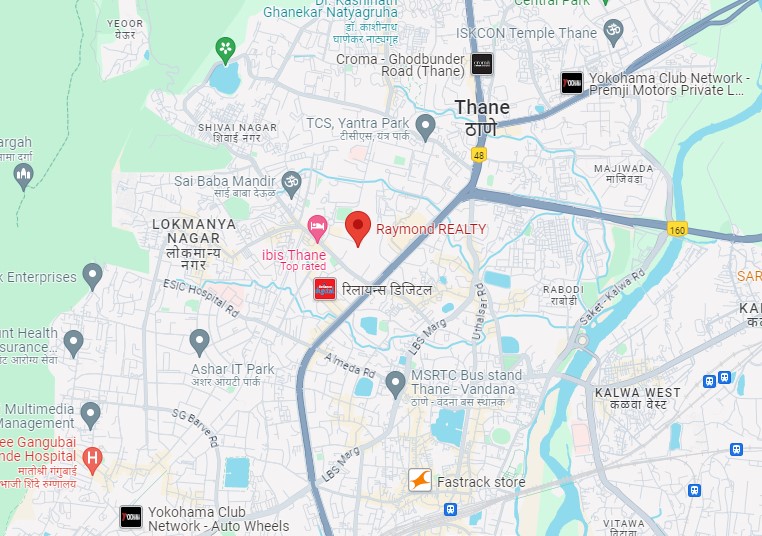 Dr. Kashinath
Ghanekar Natyagruha
डॉ. काशीनाथ
घाणेकर नाट्यगृह
Central Park
YEOOR
येऊर
ISKCON Temple Thane
Croma - Ghodbunder
Road (Thane)
croma
Yokohama Club Network -
Premji Motors Private L...
Thane
ठाणे
TCS, Yantra Park
टीसीएस, यंत्र पार्क
SHIVAI NAGAR
शिवाई नगर
48
MAJIWADA
माजिवडा
argah
गामा दर्गा
Sai Baba Mandir
साई बाबा देऊळ
LOKMANYA
NAGAR
लोकमान्य
नगर
Raymond REALTY
160
ibis Thane
Top rated
रिलायन्स डिजिटल
k Enterprises
ESIC Hospital Rd
RABODI
राबोडी
Saket - Kalwa Rd
SAR
Uthalsar Rd
LBS Marg
KAL
unt Health
surance...
ंट आरोग्य सेवा
Ashar IT Park
अशर आयटी पार्क
Almeda Rd
MSRTC Bus stand
Thane - Vandana
ठाणे - वंदना बस स्थानक
KALWA WEST
कळवा वेस्ट
Multimedia
Management
SG Barve Rd
ee Gangubai
nde Hospital
मातोश्री गंगुबाई
भाजी शिंदे रुग्णालय
H
LBS Marg
Fastrack store
Yokohama Club
Network - Auto Wheels
VITAWA
विटावा